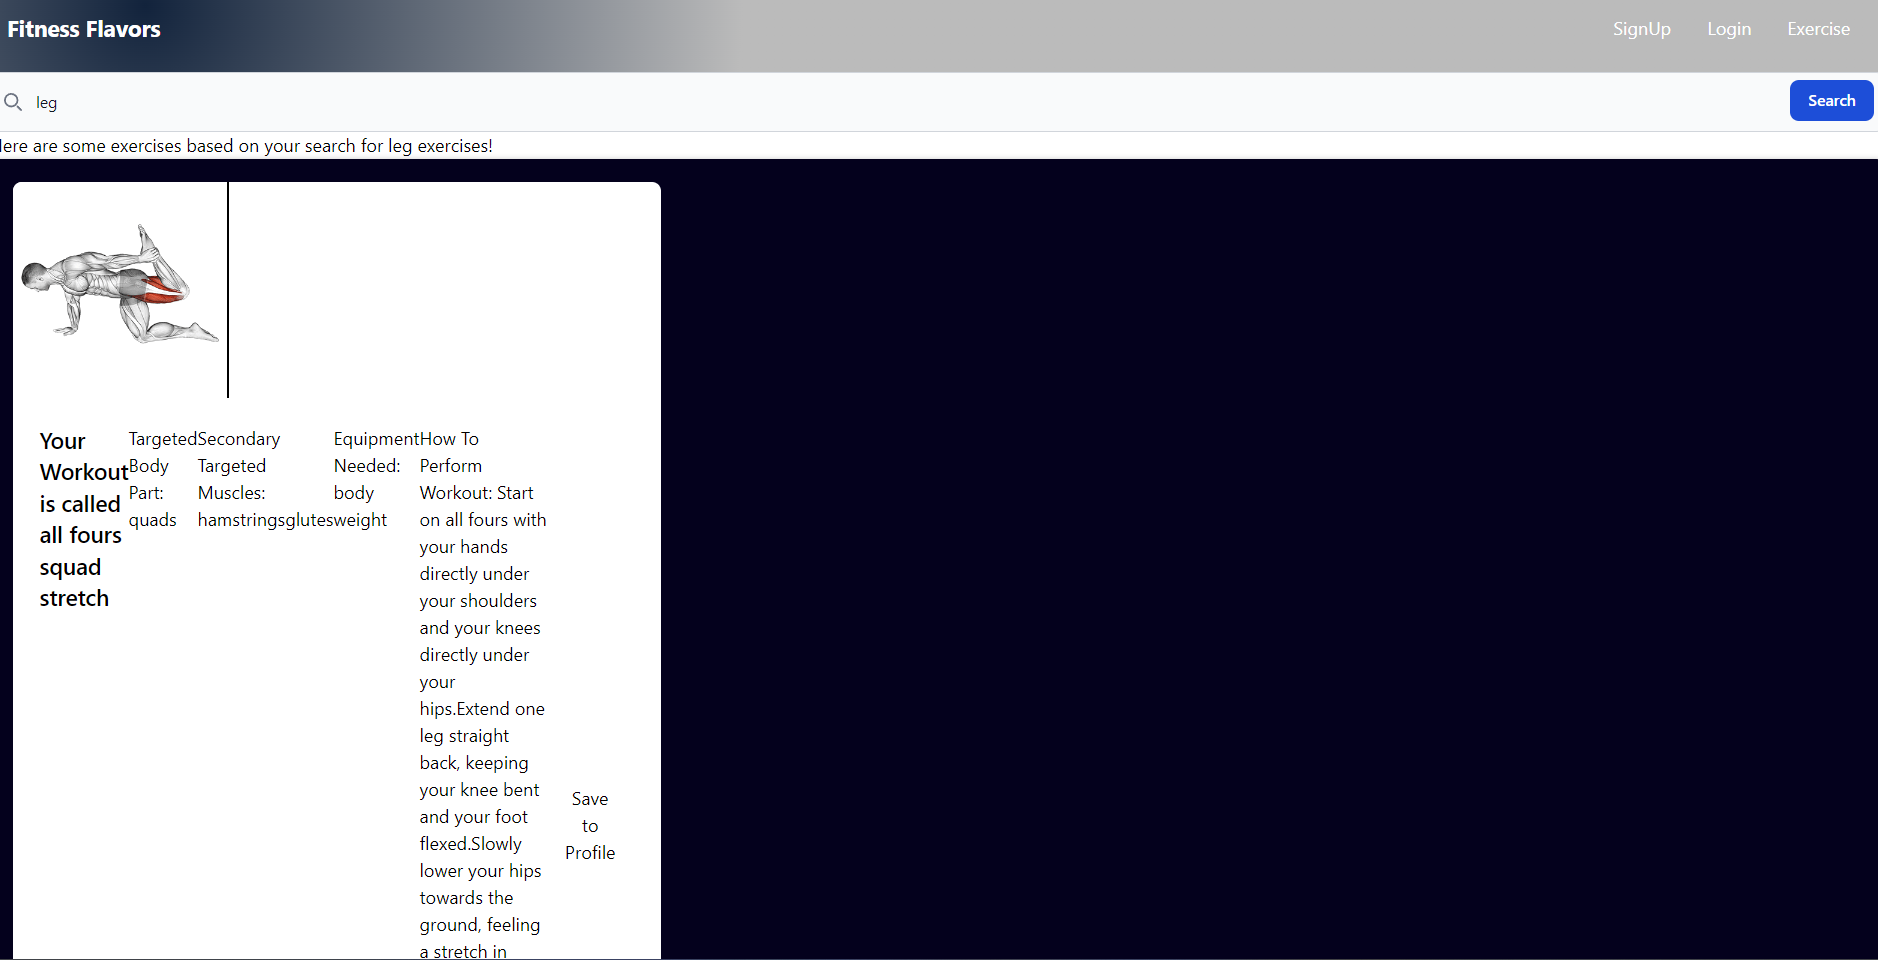 Fitness Flavors
SignUp Login Exercise
leg
Search
ere are some exercises based on your search for leg exercises!
Your
Workout
is called
all fours
squad
stretch
Targeted
Body
Part:
quads
Secondary
Targeted
Muscles:
hamstringsglutes
Equipment
Needed:
body
weight
How To
Perform
Workout: Start
on all fours with
your hands
directly under
your shoulders
and your knees
directly under
your
hips.Extend one
leg straight
back, keeping
your knee bent
and your foot
flexed.Slowly
lower your hips
towards the
ground, feeling
a stretch in
Save
to
Profile